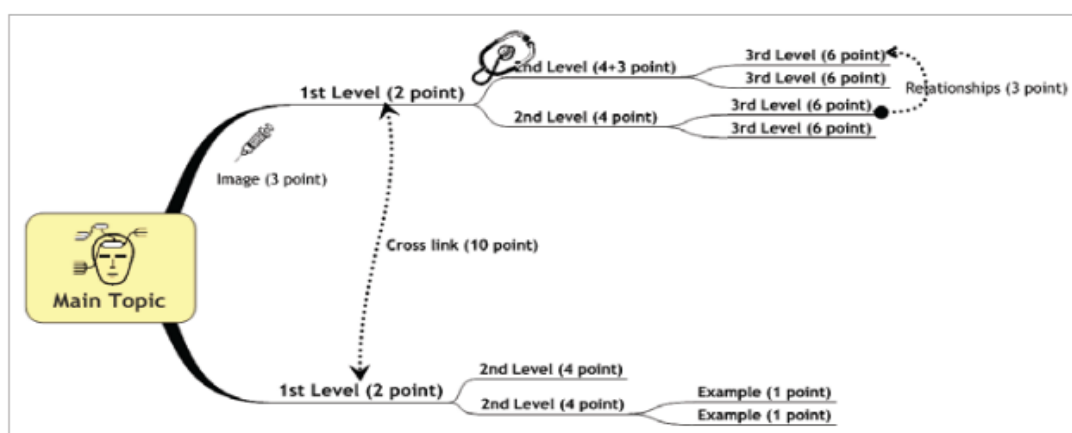 1st Level (2 point)
2nd Level (4+3 point)
3rd Level (6 point)
3rd Level (6 point)
2nd Level (4 point)
3rd Level (6 point)
3rd Level (6 point)
Relationships (3 point)
Image (3 point)
Cross link (10 point)
Main Topic
1st Level (2 point)
2nd Level (4 point)
2nd Level (4 point)
Example (1 point)
Example (1 point)